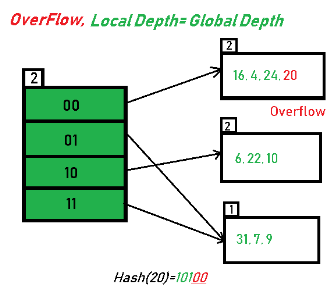 OverFlow, Local Depth= Global Depth
2
00
01
10
11
2
16, 4, 24, 20
Overflow
2
6, 22, 10
1
31, 7, 9
Hash(20)=10100